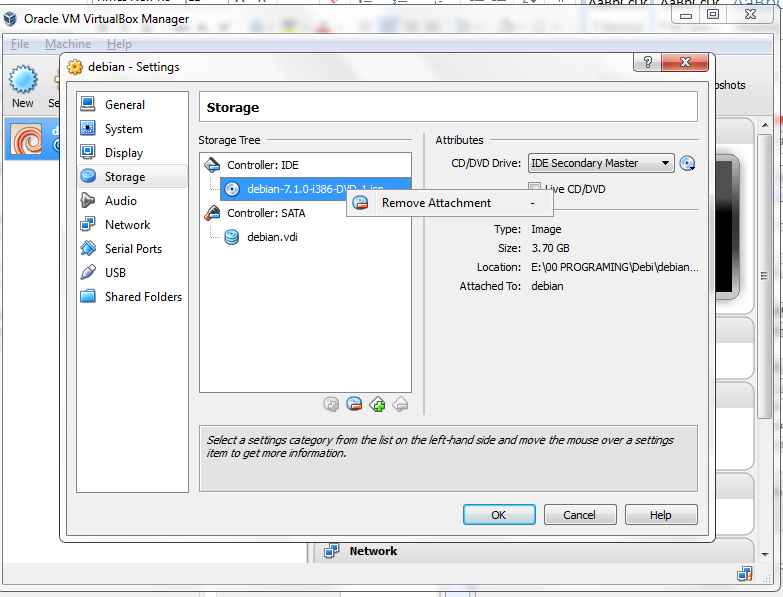 Oracle VM VirtualBox Manager
File Machine Help
New
debian - Settings
General
System
Display
Storage
Audio
Network
Serial Ports
USB
Shared Folders
Storage
Storage Tree
Controller: IDE
debian-7.1.0-i386-DVD-1.iso
Controller: SATA
debian.vdi
Remove Attachment -
Attributes
CD/DVD Drive: IDE Secondary Master
Live CD/DVD
Type: Image
Size: 3.70 GB
Location: E:\00 PROGRAMING\Debi\debian...
Attached To: debian
Select a settings category from the list on the left-hand side and move the mouse over a settings
item to get more information.
OK Cancel Help
Network